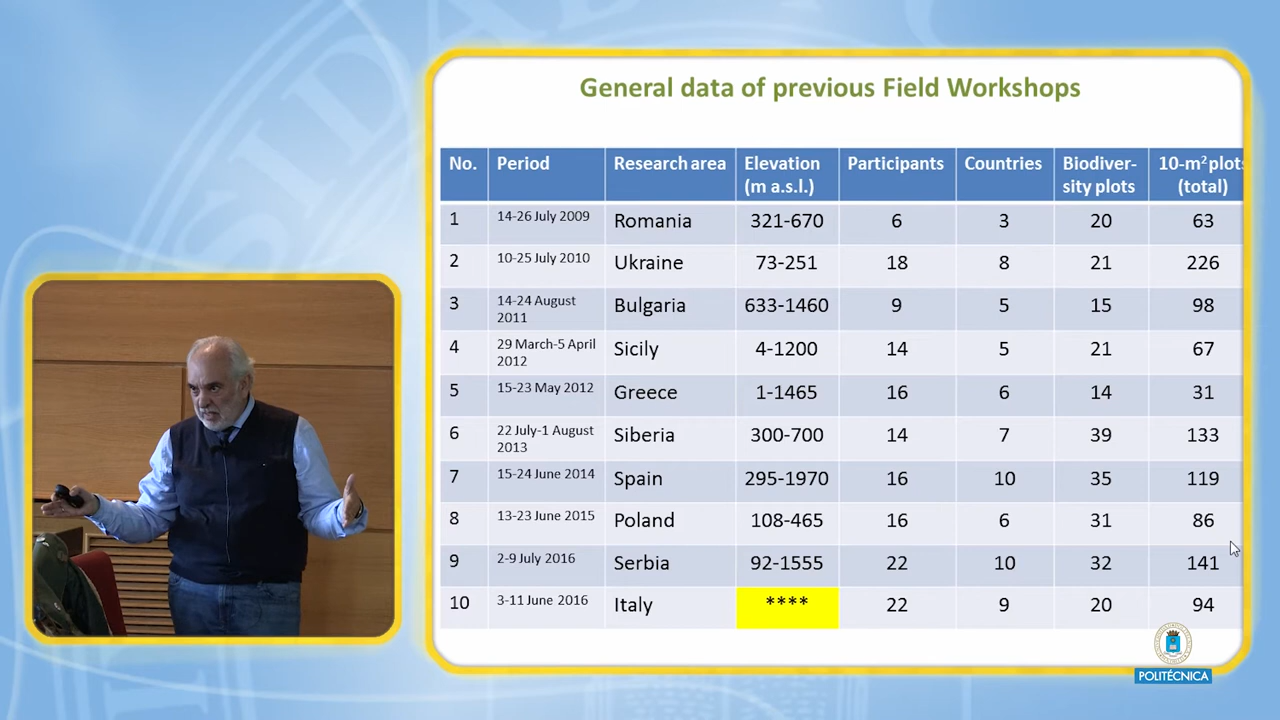 General data of previous Field Workshops
No. Period Research area Elevation (m a.s.l.) Participants Countries Biodiver-sity plots 10-m² plots (total)
1 14-26 July 2009 Romania 321-670 6 3 20 63
2 10-25 July 2010 Ukraine 73-251 18 8 21 226
3 14-24 August 2011 Bulgaria 633-1460 9 5 15 98
4 29 March-5 April 2012 Sicily 4-1200 14 5 21 67
5 15-23 May 2012 Greece 1-1465 16 6 14 31
6 22 July-1 August 2013 Siberia 300-700 14 7 39 133
7 15-24 June 2014 Spain 295-1970 16 10 35 119
8 13-23 June 2015 Poland 108-465 16 6 31 86
9 2-9 July 2016 Serbia 92-1555 22 10 32 141
10 3-11 June 2016 Italy **** 22 9 20 94
POLITÉCNICA